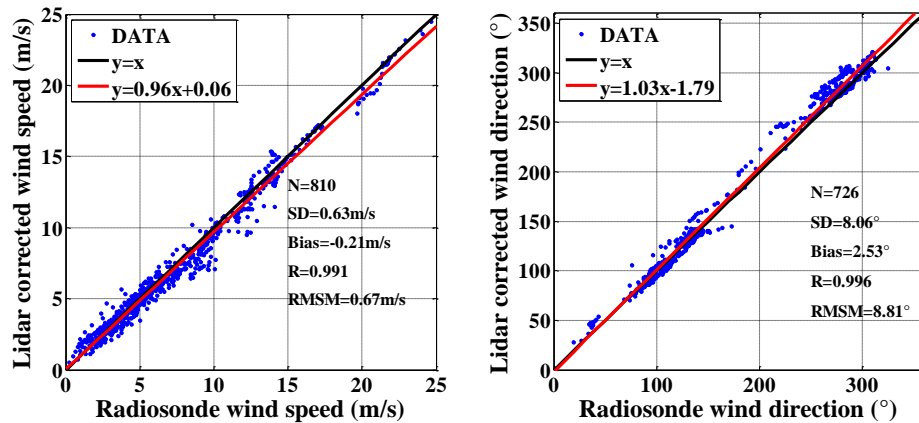 Lidar corrected wind speed (m/s)
25
20
15
10
5
0
DATA
y=x
y=0.96x+0.06
N=810
SD=0.63m/s
Bias=-0.21m/s
R=0.991
RMSM=0.67m/s
0 5 10 15 20 25
Radiosonde wind speed (m/s)
Lidar corrected wind direction (°)
350
300
250
200
150
100
50
0
DATA
y=x
y=1.03x-1.79
N=726
SD=8.06°
Bias=2.53°
R=0.996
RMSM=8.81°
0 100 200 300
Radiosonde wind direction (°)